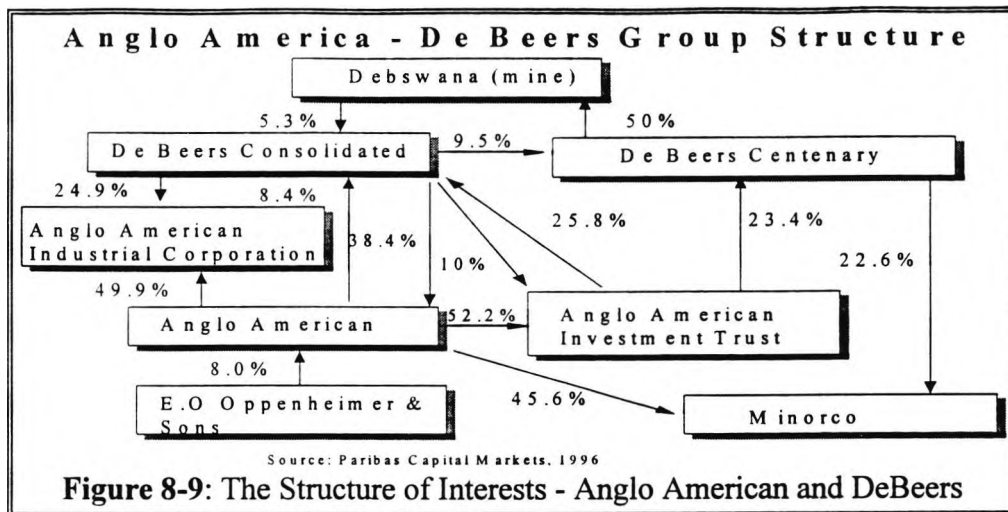 Anglo America - De Beers Group Structure
Debswana (mine)
5.3%
50%
De Beers Consolidated
9.5%
De Beers Centenary
24.9%
8.4%
Anglo American
Industrial Corporation
38.4%
25.8%
23.4%
10%
22.6%
49.9%
Anglo American
52.2%
Anglo American
Investment Trust
8.0%
45.6%
E.O Oppenheimer &
Sons
Minorco
Source: Paribas Capital Markets, 1996
Figure 8-9: The Structure of Interests - Anglo American and DeBeers